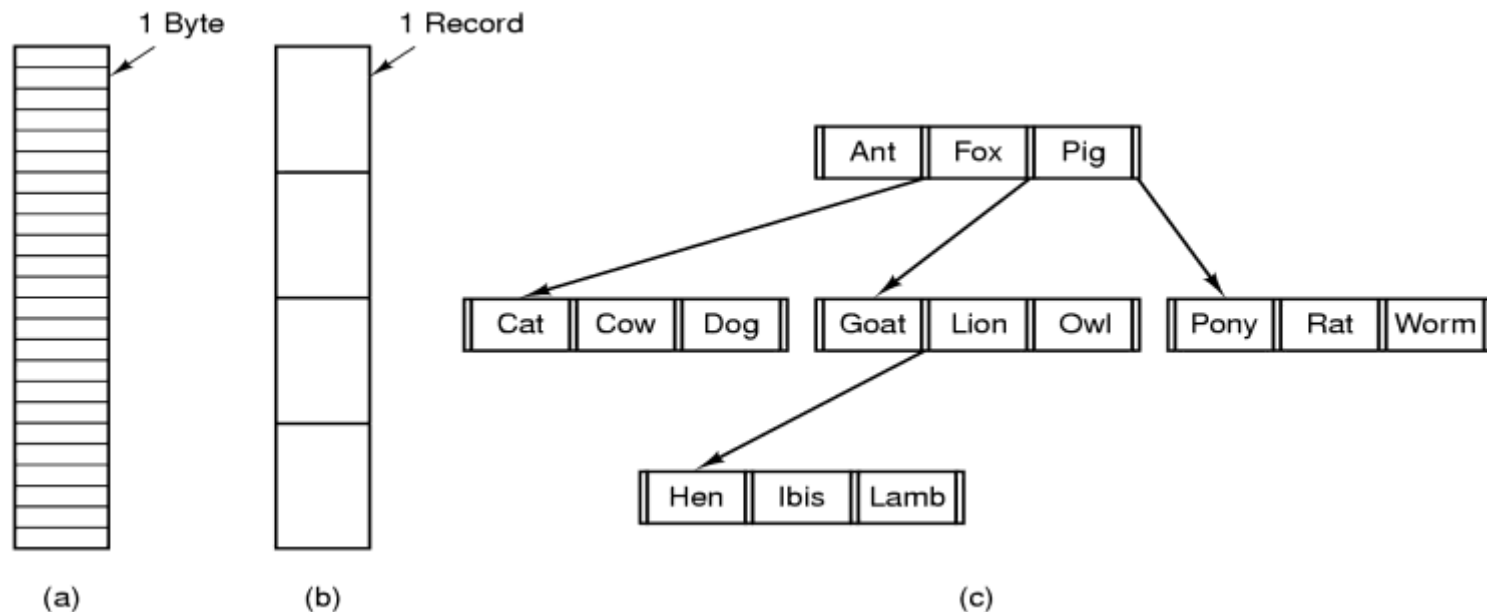 1 Byte
1 Record
Ant Fox Pig
Cat Cow Dog
Goat Lion Owl
Pony Rat Worm
Hen Ibis Lamb
(a)
(b)
(c)